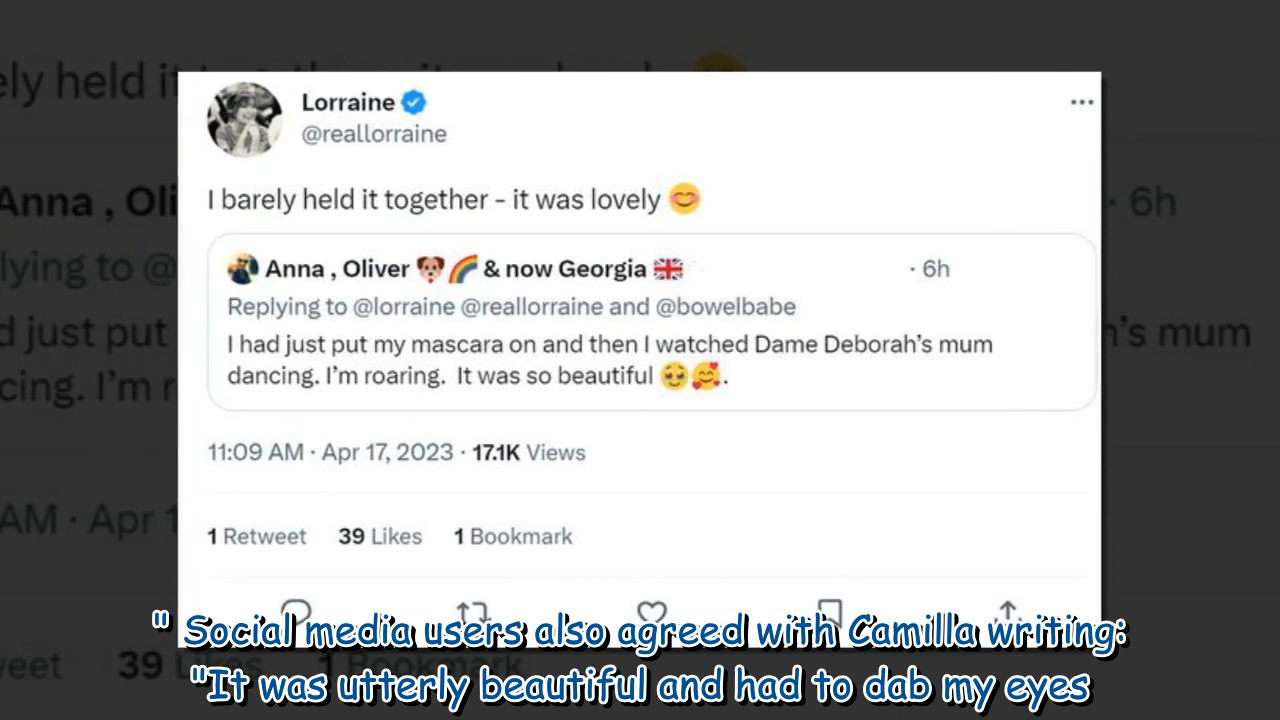 Lorraine
@reallorraine
I barely held it together - it was lovely 😊
Anna , Oliver 🐶🌈 & now Georgia 🇬🇧 · 6h
Replying to @lorraine @reallorraine and @bowelbabe
I had just put my mascara on and then I watched Dame Deborah’s mum
dancing. I’m roaring. It was so beautiful 🥹🥰.
11:09 AM · Apr 17, 2023 · 17.1K Views
1 Retweet 39 Likes 1 Bookmark
" Social media users also agreed with Camilla writing:
"It was utterly beautiful and had to dab my eyes